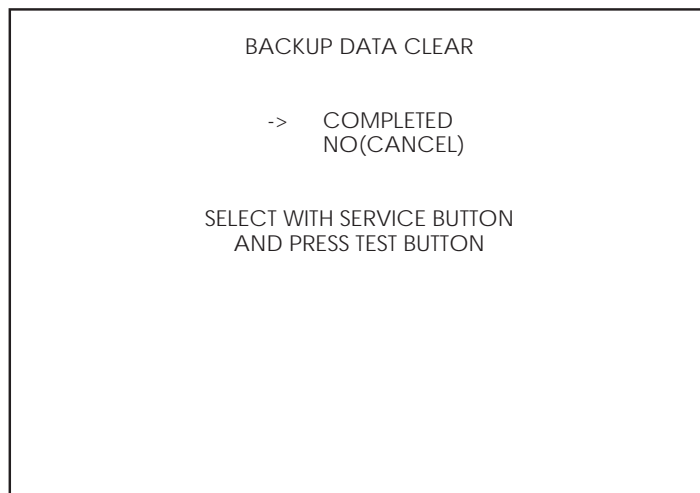 BACKUP DATA CLEAR
-> COMPLETED
NO(CANCEL)
SELECT WITH SERVICE BUTTON
AND PRESS TEST BUTTON